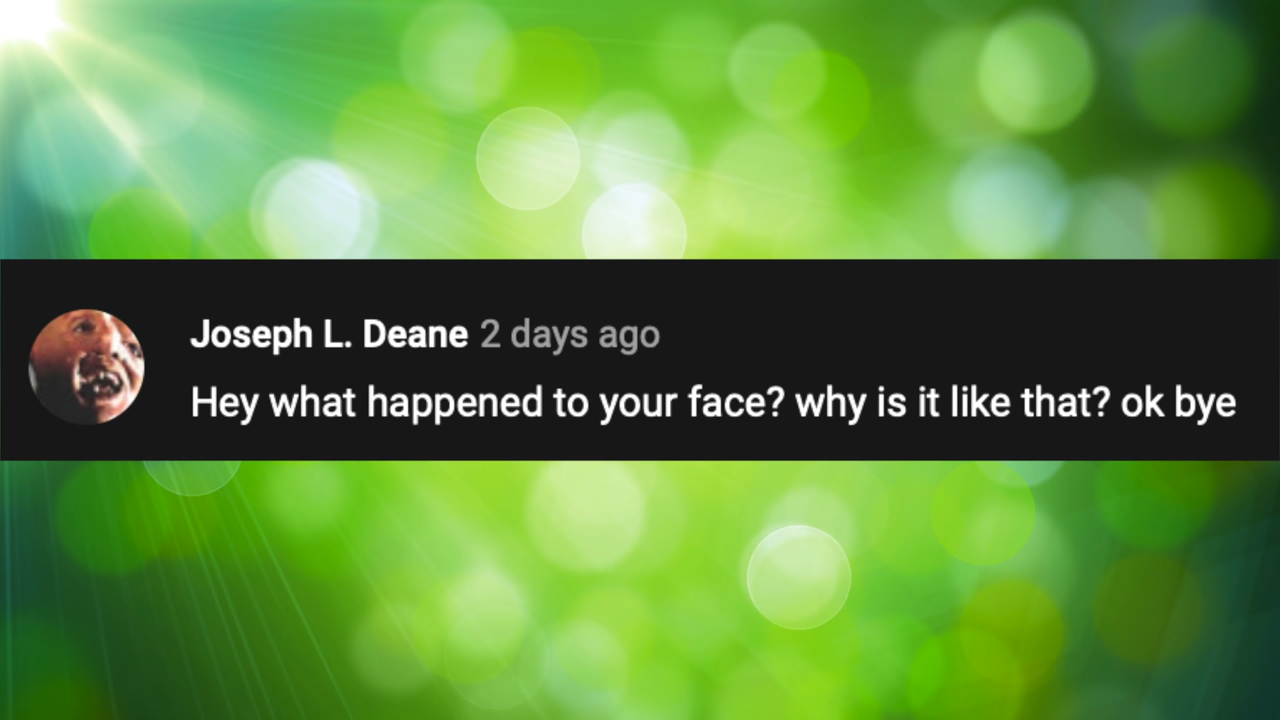 Joseph L. Deane 2 days ago
Hey what happened to your face? why is it like that? ok bye